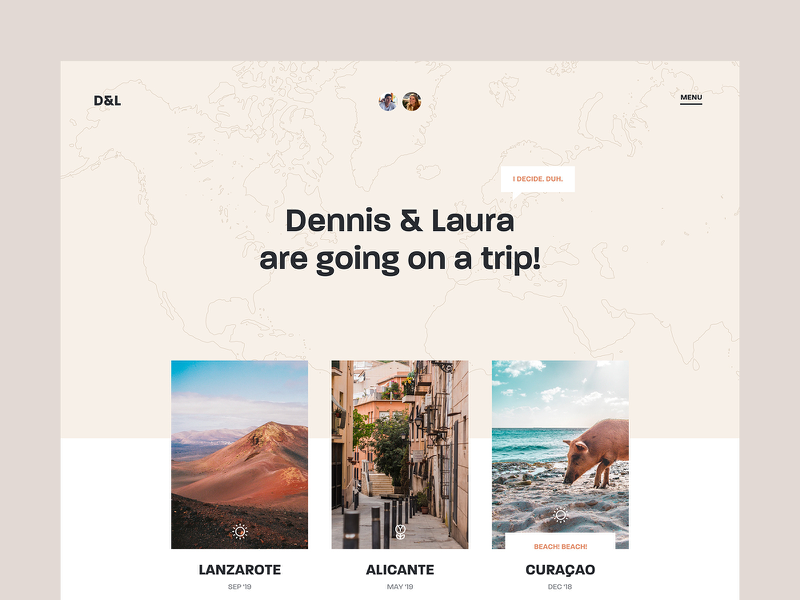 D&L
MENU
I DECIDE. DUH.
Dennis & Laura
are going on a trip!
BEACH! BEACH!
LANZAROTE
ALICANTE
CURAÇAO
SEP '19
MAY '19
DEC '18